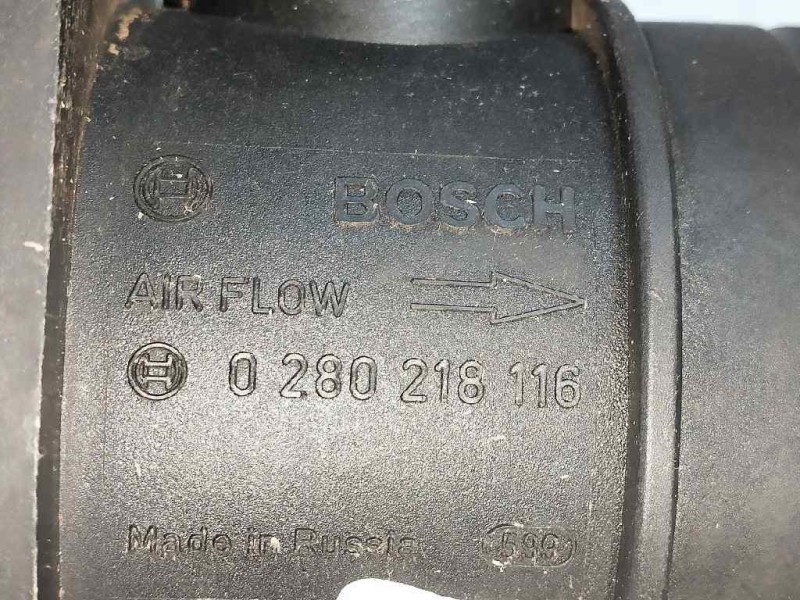 BOSCH
AIR FLOW
0 280 218 116
Made in Russia 599